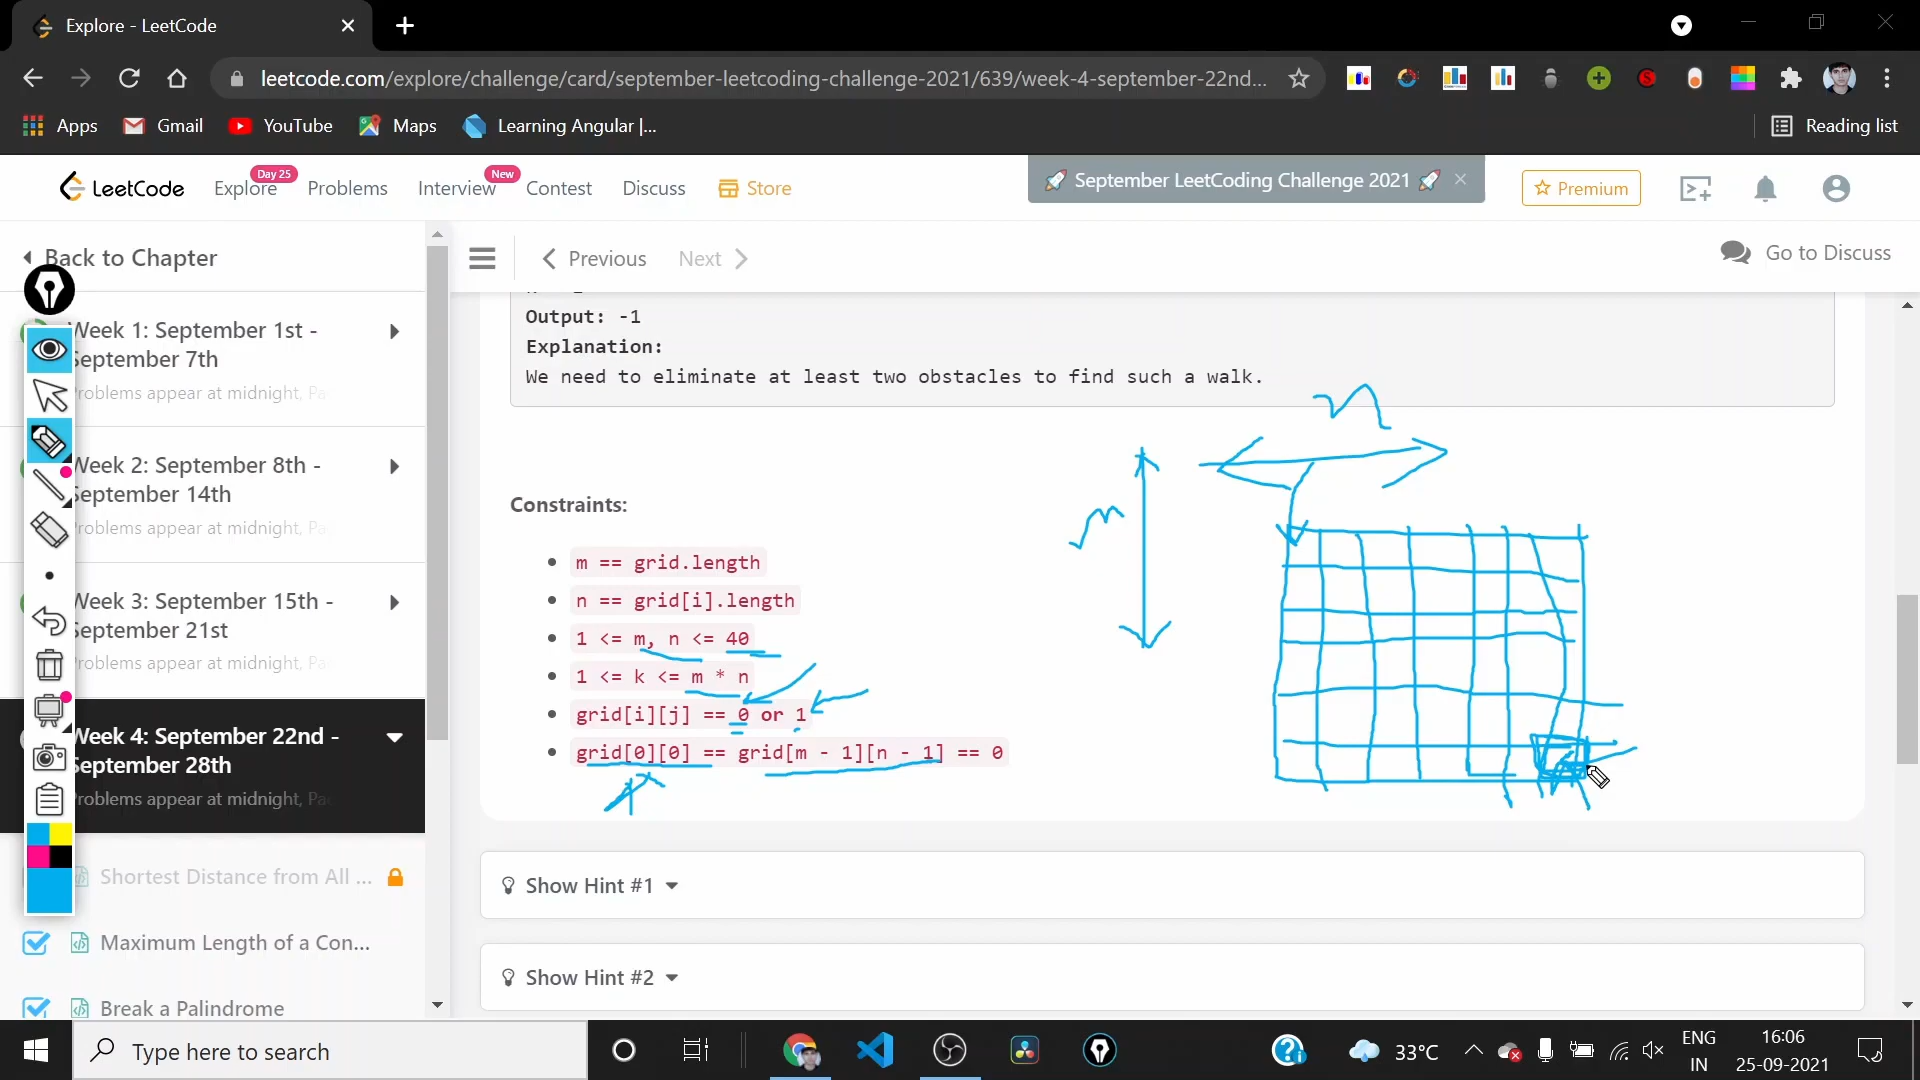 Explore - LeetCode
leetcode.com/explore/challenge/card/september-leetcoding-challenge-2021/639/week-4-september-22nd...
Apps Gmail YouTube Maps Learning Angular |... Reading list
LeetCode Explore Day 25 Problems Interview New Contest Discuss Store 🚀 September LeetCoding Challenge 2021 🚀 × Premium
Back to Chapter
Previous Next Go to Discuss
Week 1: September 1st -
September 7th
Problems appear at midnight, Pa
Week 2: September 8th -
September 14th
Problems appear at midnight, Pa
Week 3: September 15th -
September 21st
Problems appear at midnight, Pa
Week 4: September 22nd -
September 28th
Problems appear at midnight, Pa
Shortest Distance from All ...
Maximum Length of a Con...
Break a Palindrome
Output: -1
Explanation:
We need to eliminate at least two obstacles to find such a walk.
n
m
Constraints:
m == grid.length
n == grid[i].length
1 <= m, n <= 40
1 <= k <= m * n
grid[i][j] == 0 or 1
grid[0][0] == grid[m - 1][n - 1] == 0
Show Hint #1
Show Hint #2
Type here to search
33°C
ENG
IN
16:06
25-09-2021